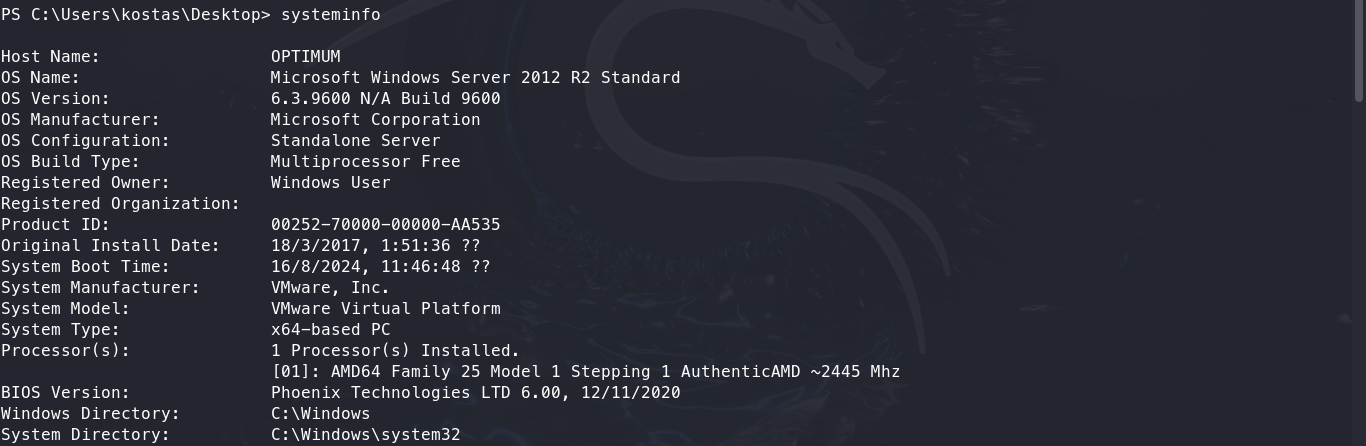 PS C:\Users\kostas\Desktop> systeminfo
Host Name:                 OPTIMUM
OS Name:                   Microsoft Windows Server 2012 R2 Standard
OS Version:                6.3.9600 N/A Build 9600
OS Manufacturer:           Microsoft Corporation
OS Configuration:          Standalone Server
OS Build Type:             Multiprocessor Free
Registered Owner:          Windows User
Registered Organization:
Product ID:                00252-70000-00000-AA535
Original Install Date:     18/3/2017, 1:51:36 ??
System Boot Time:          16/8/2024, 11:46:48 ??
System Manufacturer:       VMware, Inc.
System Model:              VMware Virtual Platform
System Type:               x64-based PC
Processor(s):              1 Processor(s) Installed.
                           [01]: AMD64 Family 25 Model 1 Stepping 1 AuthenticAMD ~2445 Mhz
BIOS Version:              Phoenix Technologies LTD 6.00, 12/11/2020
Windows Directory:         C:\Windows
System Directory:          C:\Windows\system32